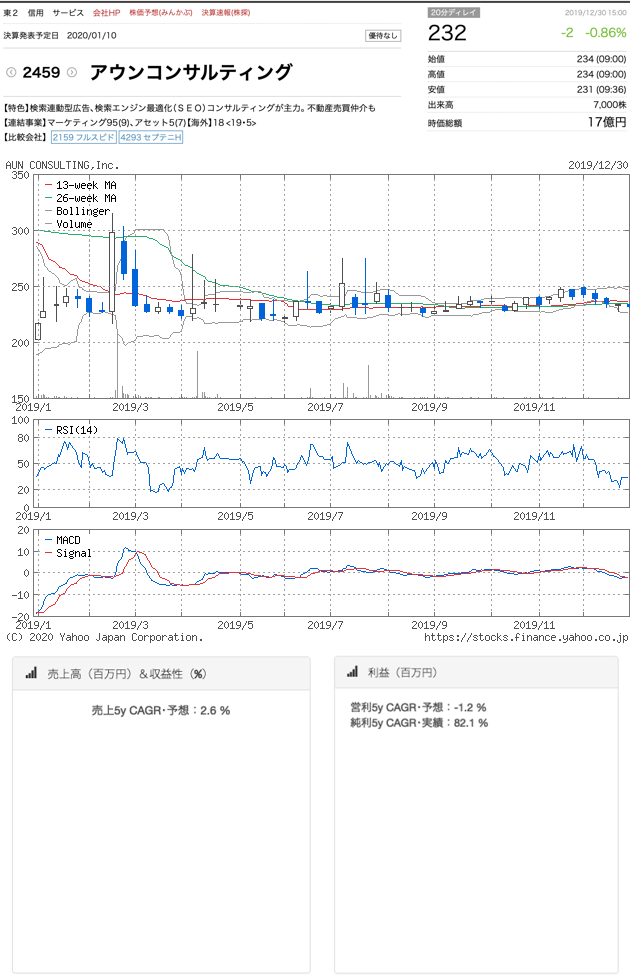 東2 信用 サービス 会社HP 株価予想(みんかぶ) 決算速報(株探)
決算発表予定日 2020/01/10 優待なし
2459 アウンコンサルティング
【特色】検索連動型広告、検索エンジン最適化(SEO)コンサルティングが主力。不動産売買仲介も
【連結事業】マーケティング95(9)、アセット5(7)【海外】18 <19・5>
【比較会社】 2159 フルスピド 4293 セプテニH
20分ディレイ 2019/12/30 15:00
232 -2 -0.86%
始値 234 (09:00)
高値 234 (09:00)
安値 231 (09:36)
出来高 7,000株
時価総額 17億円
AUN CONSULTING,Inc. 2019/12/30
350
300
250
200
150
13-week MA
26-week MA
Bollinger
Volume
2019/1 2019/3 2019/5 2019/7 2019/9 2019/11
100
80
50
20
0
RSI(14)
2019/1 2019/3 2019/5 2019/7 2019/9 2019/11
20
10
0
-10
-20
MACD
Signal
2019/1 2019/3 2019/5 2019/7 2019/9 2019/11
(C) 2020 Yahoo Japan Corporation. https://stocks.finance.yahoo.co.jp
売上高（百万円）＆収益性（%）
売上5y CAGR・予想：2.6 %
利益（百万円）
営利5y CAGR・予想：-1.2 %
純利5y CAGR・実績：82.1 %